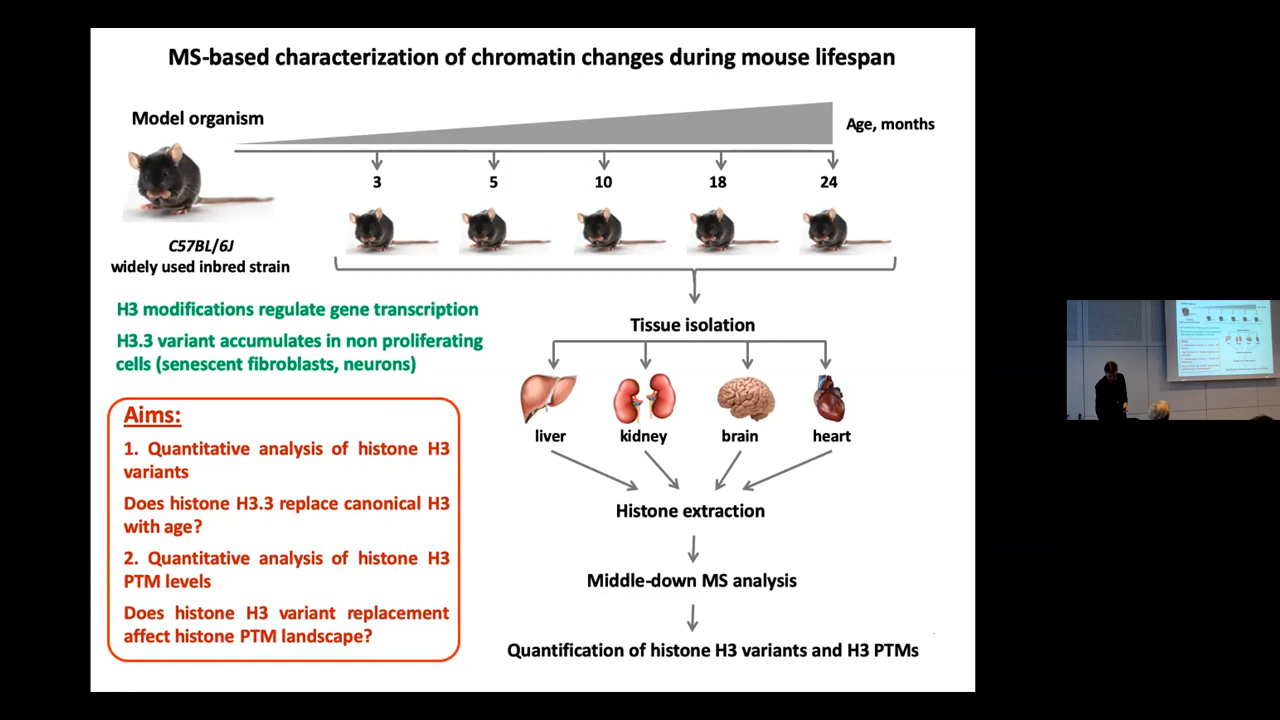 MS-based characterization of chromatin changes during mouse lifespan
Model organism
Age, months
3 5 10 18 24
C57BL/6J
widely used inbred strain
H3 modifications regulate gene transcription
H3.3 variant accumulates in non proliferating
cells (senescent fibroblasts, neurons)
Aims:
1. Quantitative analysis of histone H3
variants
Does histone H3.3 replace canonical H3
with age?
2. Quantitative analysis of histone H3
PTM levels
Does histone H3 variant replacement
affect histone PTM landscape?
Tissue isolation
liver kidney brain heart
Histone extraction
Middle-down MS analysis
Quantification of histone H3 variants and H3 PTMs